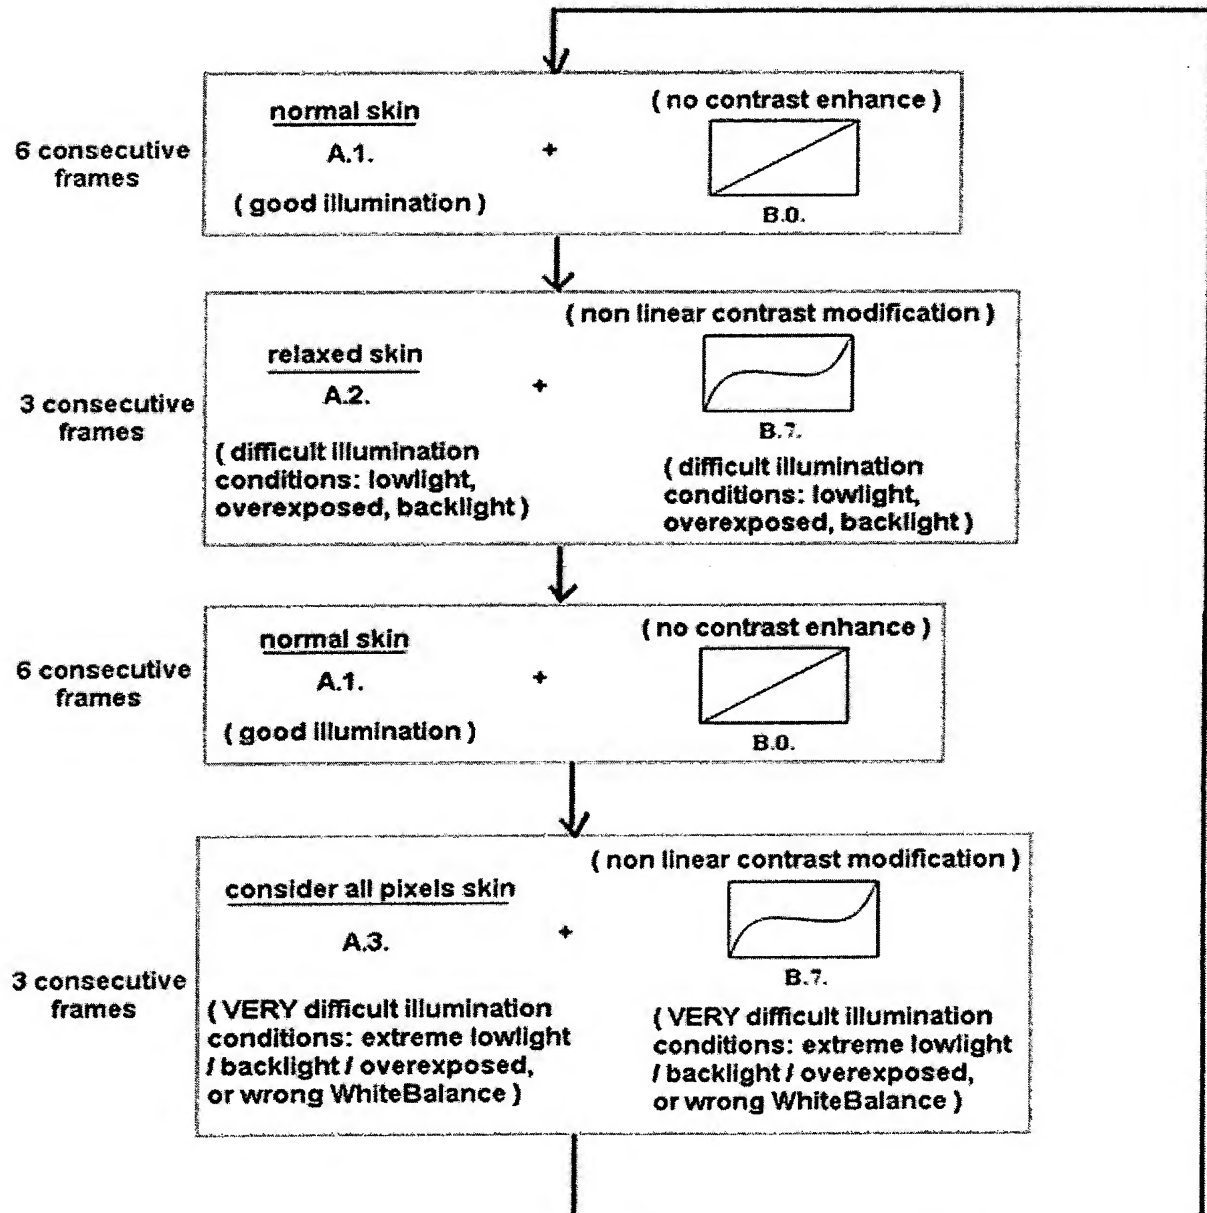 6 consecutive
frames
normal skin
A.1.
( good illumination )
+
( no contrast enhance )
B.0.
3 consecutive
frames
relaxed skin
A.2.
( difficult illumination
conditions: lowlight,
overexposed, backlight )
+
( non linear contrast modification )
B.7.
( difficult illumination
conditions: lowlight,
overexposed, backlight )
6 consecutive
frames
normal skin
A.1.
( good illumination )
+
( no contrast enhance )
B.0.
3 consecutive
frames
consider all pixels skin
A.3.
( VERY difficult illumination
conditions: extreme lowlight
/ backlight / overexposed,
or wrong WhiteBalance )
+
( non linear contrast modification )
B.7.
( VERY difficult illumination
conditions: extreme lowlight
/ backlight / overexposed,
or wrong WhiteBalance )